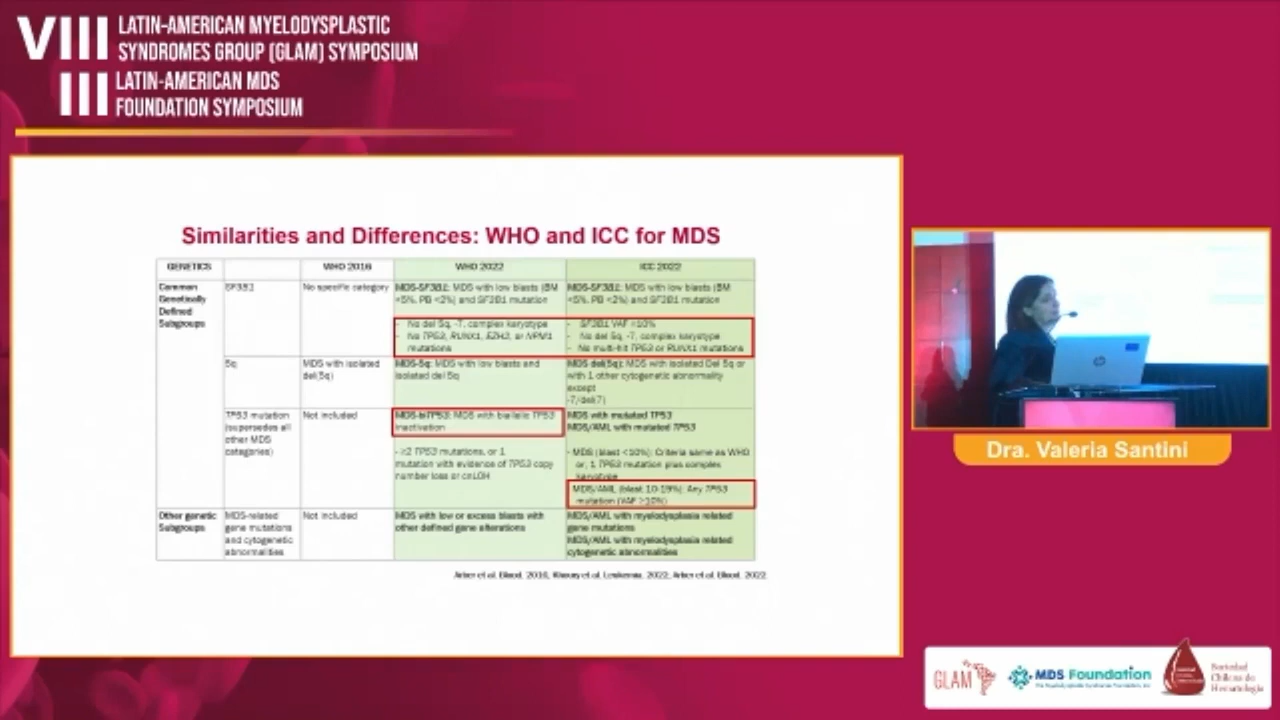 VIII LATIN-AMERICAN MYELODYSPLASTIC
SYNDROMES GROUP (GLAM) SYMPOSIUM
III LATIN-AMERICAN MDS
FOUNDATION SYMPOSIUM
Similarities and Differences: WHO and ICC for MDS
GENETICS WHO 2016 WHO 2022 ICC 2022
Common
Genetically
Defined
Subgroups
SF3B1
No specific category
MDS-SF3B1: MDS with low blasts (BM
<5%, PB <2%) and SF3B1 mutation
- No del 5q, -7, complex karyotype
- No TP53, RUNX1, EZH2, or NPM1
mutations
MDS-SF3B1: MDS with low blasts (BM
<5%, PB <2%) and SF3B1 mutation
- SF3B1 VAF >10%
- No del 5q, -7, complex karyotype
- No multi-hit TP53 or RUNX1 mutations
5q
MDS with isolated
del(5q)
MDS-5q: MDS with low blasts and
isolated del 5q
MDS del(5q): MDS with isolated Del 5q or
with 1 other cytogenetic abnormality
except
-7/del(7)
TP53 mutation
(supersedes all
other MDS
categories)
Not included
MDS-biTP53: MDS with biallelic TP53
inactivation
- ≥2 TP53 mutations, or 1
mutation with evidence of TP53 copy
number loss or cnLOH
MDS with mutated TP53
MDS/AML with mutated TP53
- MDS (blast <10%): Criteria same as WHO
or, 1 TP53 mutation plus complex
karyotype
MDS/AML (blast 10-19%): Any TP53
mutation (VAF >10%)
Other genetic
Subgroups
MDS-related
gene mutations
and cytogenetic
abnormalities
Not included
MDS with low or excess blasts with
other defined gene alterations
MDS/AML with myelodysplasia related
gene mutations
MDS/AML with myelodysplasia related
cytogenetic abnormalities
Arber et al. Blood. 2016, Khoury et al. Leukemia. 2022; Arber et al. Blood. 2022
hp
Dra. Valeria Santini
GLAM
MDS Foundation
Sociedad
Chilena de
Hematología